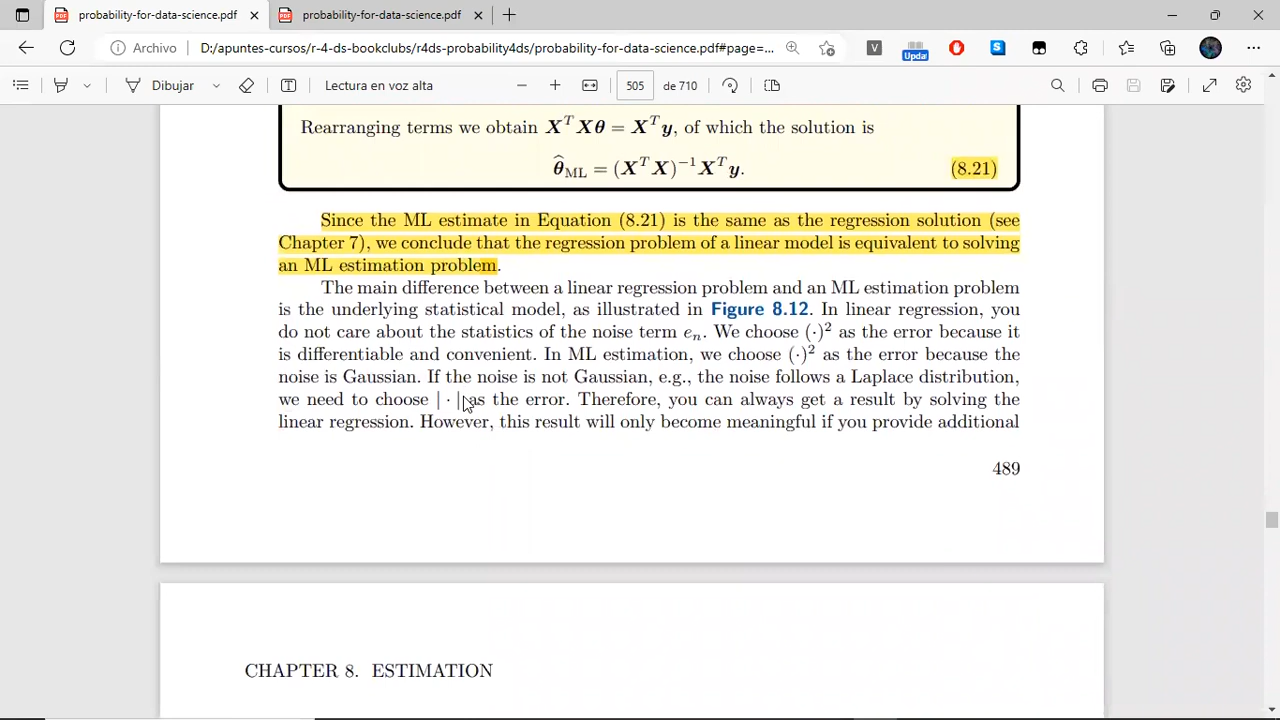 probability-for-data-science.pdf
probability-for-data-science.pdf
Archivo D:/apuntes-cursos/r-4-ds-bookclubs/r4ds-probability4ds/probability-for-data-science.pdf#page=...
V
Upda
S
Dibujar
Lectura en voz alta
505 de 710
Rearranging terms we obtain XᵀXθ = Xᵀy, of which the solution is
θ̂_ML = (XᵀX)⁻¹Xᵀy. (8.21)
Since the ML estimate in Equation (8.21) is the same as the regression solution (see
Chapter 7), we conclude that the regression problem of a linear model is equivalent to solving
an ML estimation problem.
The main difference between a linear regression problem and an ML estimation problem
is the underlying statistical model, as illustrated in Figure 8.12. In linear regression, you
do not care about the statistics of the noise term eₙ. We choose (·)² as the error because it
is differentiable and convenient. In ML estimation, we choose (·)² as the error because the
noise is Gaussian. If the noise is not Gaussian, e.g., the noise follows a Laplace distribution,
we need to choose | · | as the error. Therefore, you can always get a result by solving the
linear regression. However, this result will only become meaningful if you provide additional
489
CHAPTER 8. ESTIMATION